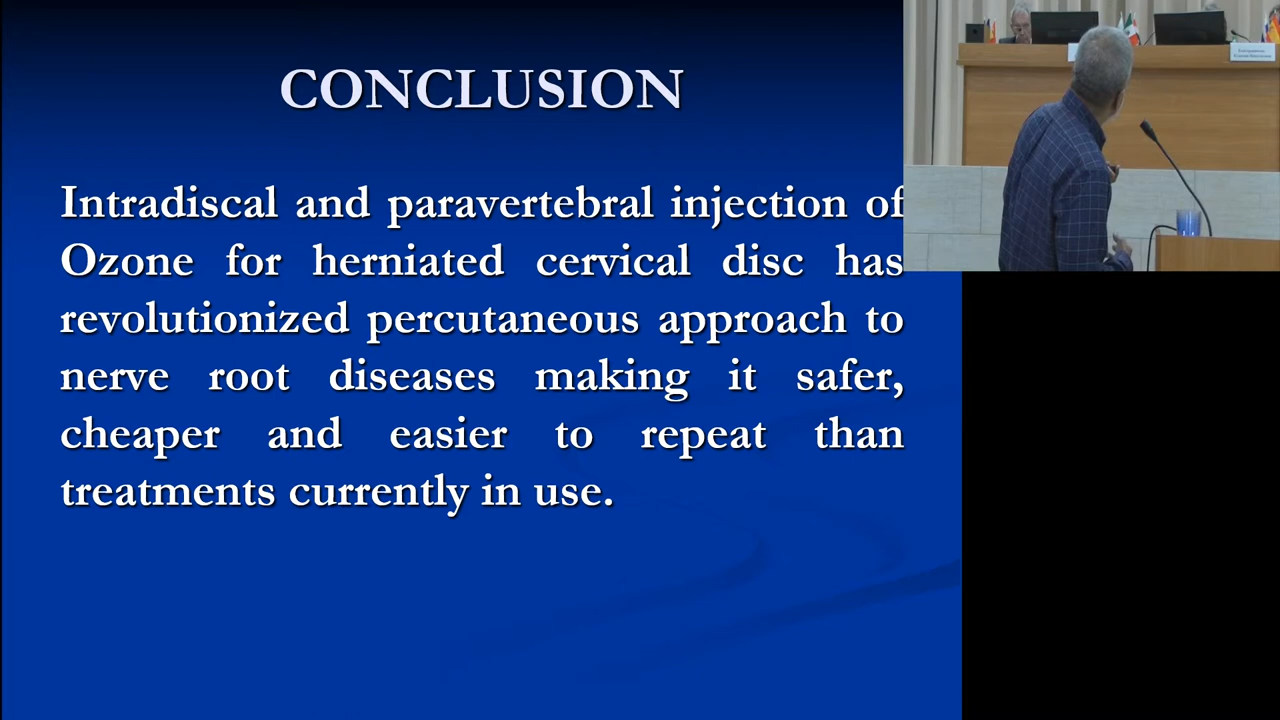 CONCLUSION
Intradiscal and paravertebral injection of
Ozone for herniated cervical disc has
revolutionized percutaneous approach to
nerve root diseases making it safer,
cheaper and easier to repeat than
treatments currently in use.